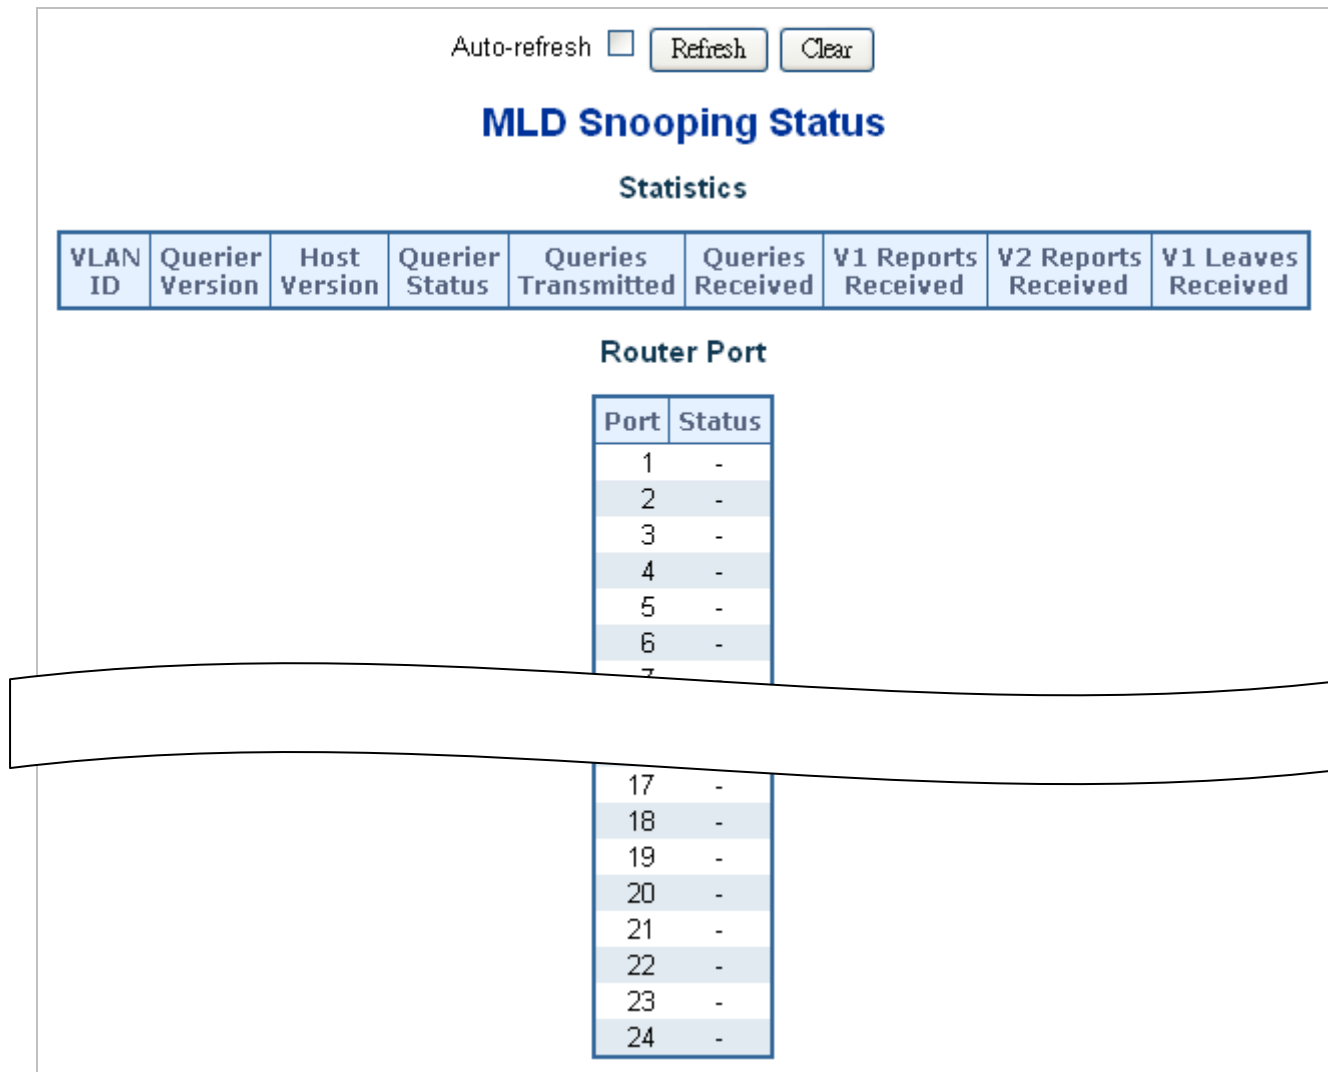 Auto-refresh Refresh Clear
MLD Snooping Status
Statistics
VLAN ID Querier Version Host Version Querier Status Queries Transmitted Queries Received V1 Reports Received V2 Reports Received V1 Leaves Received
Router Port
Port Status
1 -
2 -
3 -
4 -
5 -
6 -
7 -
17 -
18 -
19 -
20 -
21 -
22 -
23 -
24 -